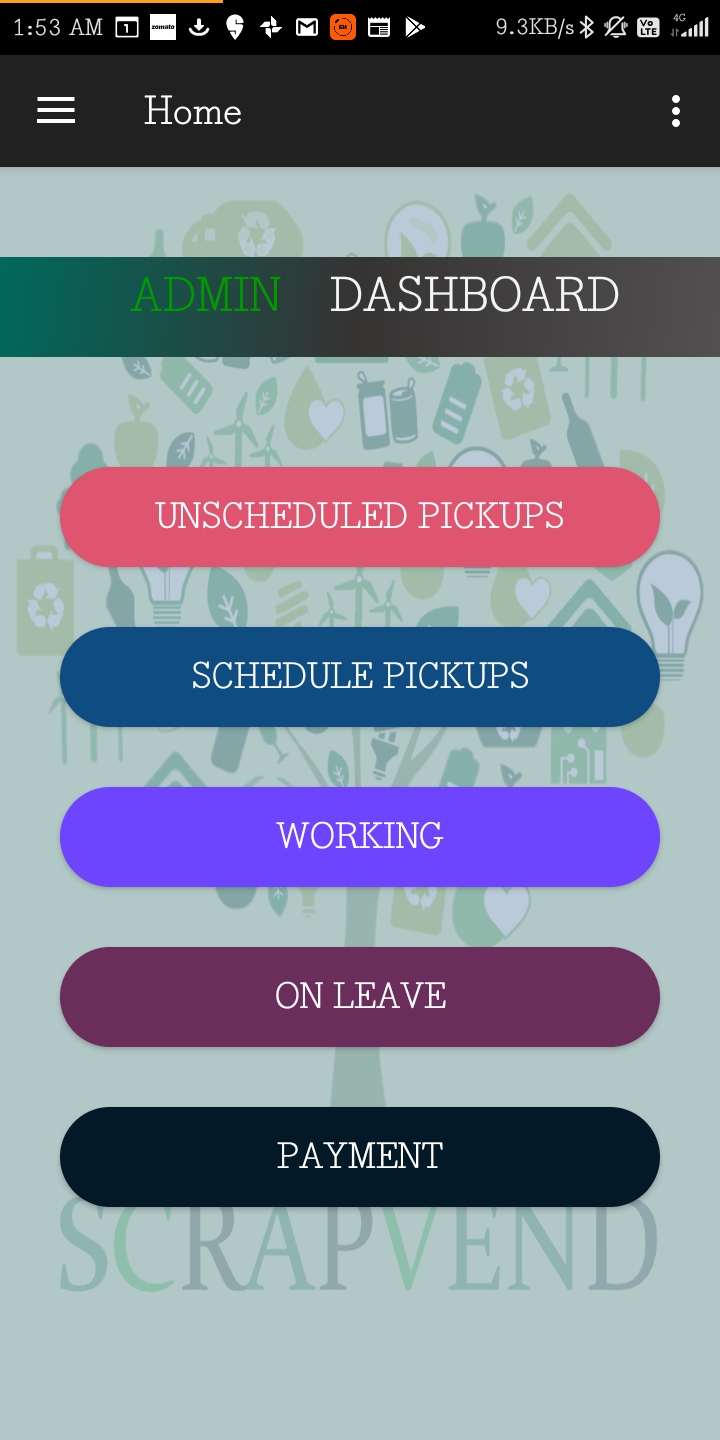 1:53 AM 1 zomato 9.3KB/s Vo LTE 4G
Home
ADMIN DASHBOARD
UNSCHEDULED PICKUPS
SCHEDULE PICKUPS
WORKING
ON LEAVE
PAYMENT
SCRAPVEND